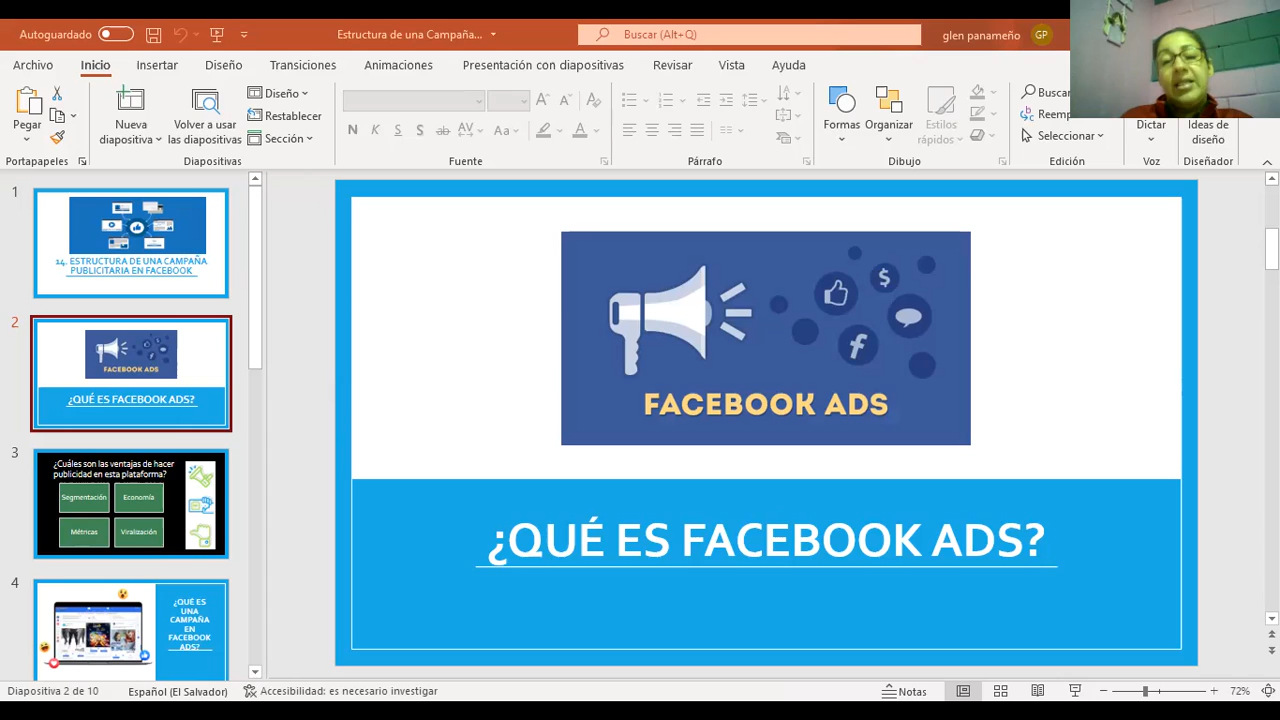 Autoguardado
Estructura de una Campaña...
Buscar (Alt+Q)
glen panameño
GP
Archivo
Inicio
Insertar
Diseño
Transiciones
Animaciones
Presentación con diapositivas
Revisar
Vista
Ayuda
Pegar
Nueva diapositiva
Volver a usar las diapositivas
Diseño
Restablecer
Sección
N K S S ab AV Aa A
Formas
Organizar
Estilos rápidos
Buscar
Reemp
Seleccionar
Dictar
Ideas de diseño
Portapapeles
Diapositivas
Fuente
Párrafo
Dibujo
Edición
Voz
Diseñador
1
14. ESTRUCTURA DE UNA CAMPAÑA
PUBLICITARIA EN FACEBOOK
2
FACEBOOK ADS
¿QUÉ ES FACEBOOK ADS?
3
¿Cuáles son las ventajas de hacer
publicidad en esta plataforma?
Segmentación
Economía
Métricas
Viralización
4
¿QUÉ ES
UNA
CAMPAÑA
EN
FACEBOOK
ADS?
$
f
FACEBOOK ADS
¿QUÉ ES FACEBOOK ADS?
Diapositiva 2 de 10
Español (El Salvador)
Accesibilidad: es necesario investigar
Notas
72%